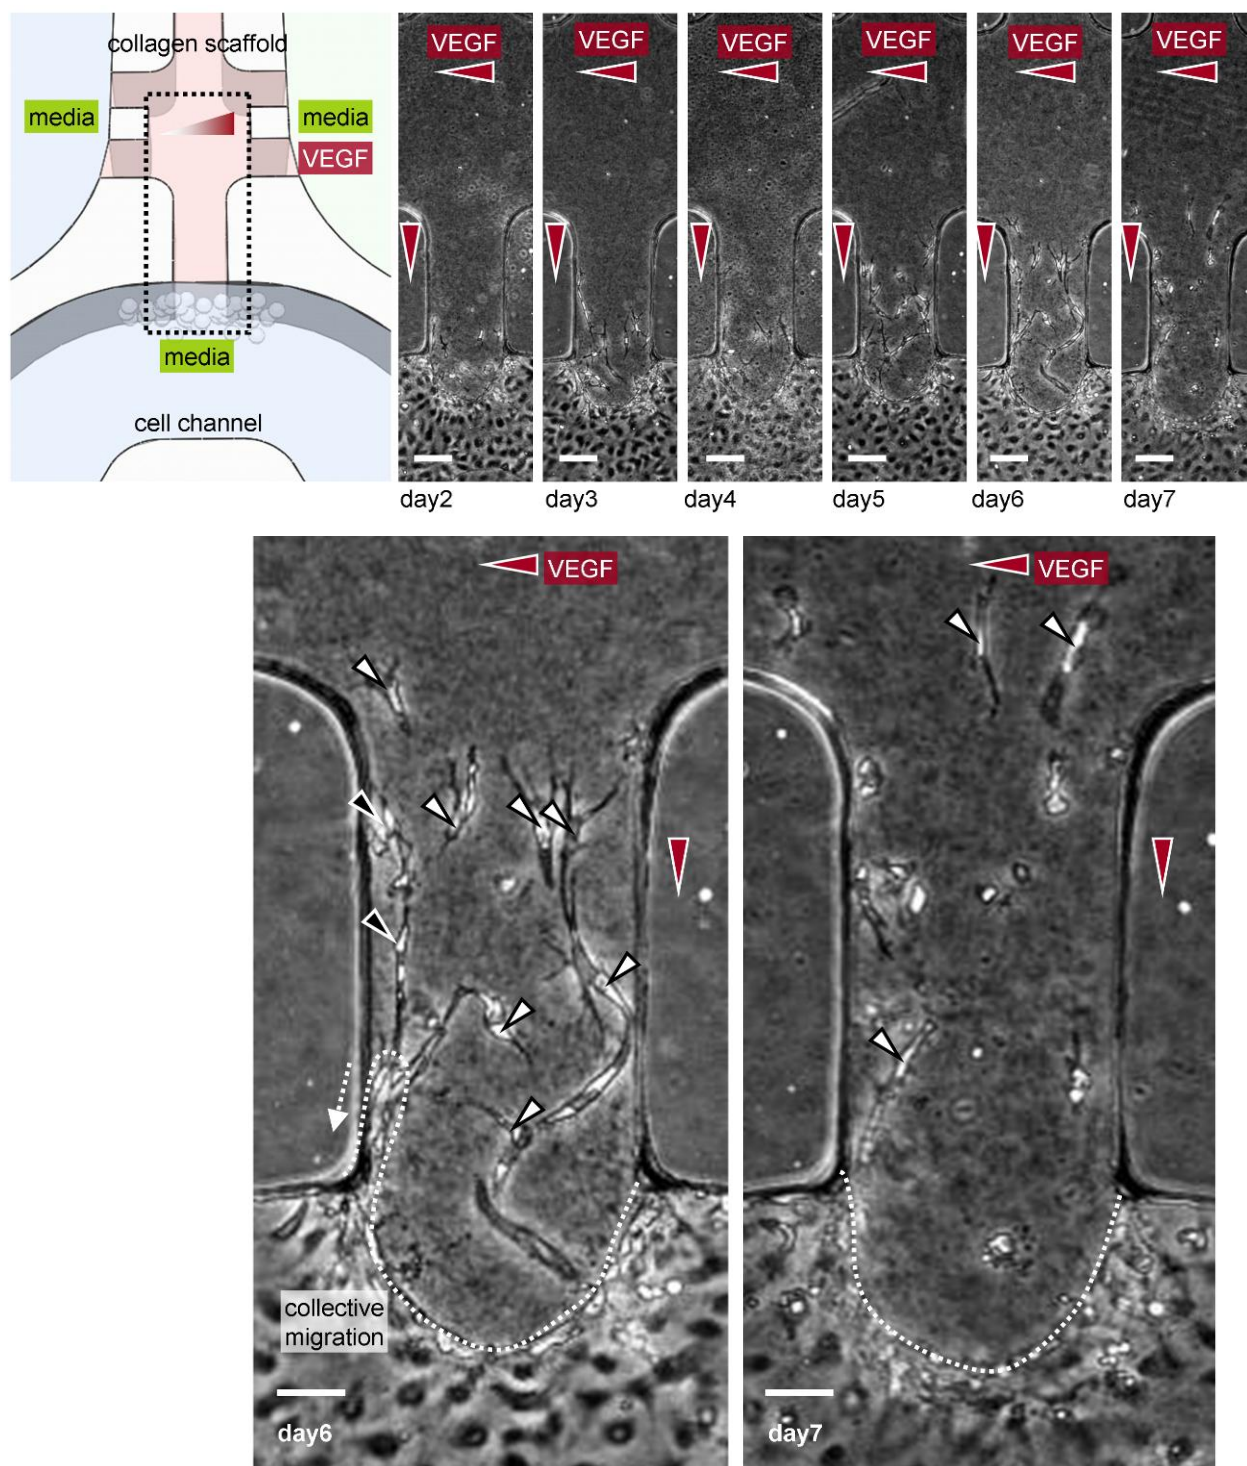 collagen scaffold
media
media
VEGF
media
cell channel
VEGF
VEGF
VEGF
VEGF
VEGF
VEGF
day2
day3
day4
day5
day6
day7
VEGF
VEGF
collective
migration
day6
day7